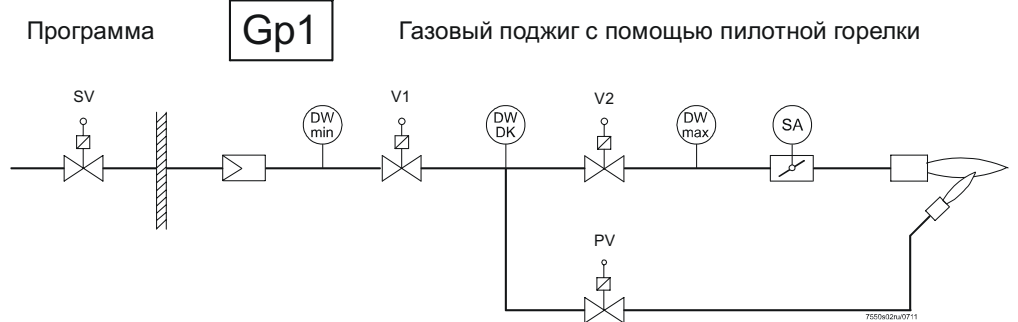 Программа Gp1 Газовый поджиг с помощью пилотной горелки
SV V1 V2
DW min DW DK DW max SA
PV
7550s02ru/0711